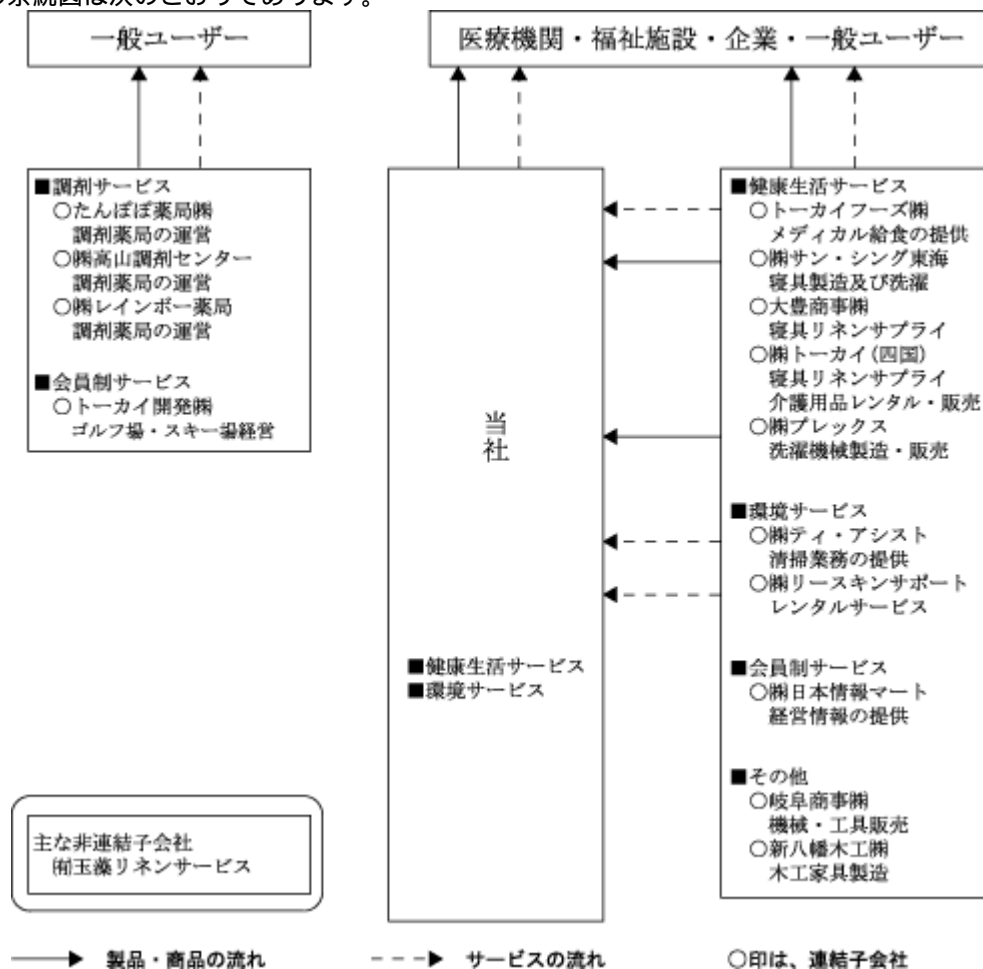 の系統図は次のとおりであります。
一般ユーザー
医療機関・福祉施設・企業・一般ユーザー
■調剤サービス
○たんぽぽ薬局㈱
調剤薬局の運営
○㈱高山調剤センター
調剤薬局の運営
○㈱レインボー薬局
調剤薬局の運営
■会員制サービス
○トーカイ開発㈱
ゴルフ場・スキー場経営
当社
■健康生活サービス
■環境サービス
■健康生活サービス
○トーカイフーズ㈱
メディカル給食の提供
○㈱サン・シング東海
寝具製造及び洗濯
○大豊商事㈱
寝具リネンサプライ
○㈱トーカイ(四国)
寝具リネンサプライ
介護用品レンタル・販売
○㈱プレックス
洗濯機械製造・販売
■環境サービス
○㈱ティ・アシスト
清掃業務の提供
○㈱リースキンサポート
レンタルサービス
■会員制サービス
○㈱日本情報マート
経営情報の提供
■その他
○岐阜商事㈱
機械・工具販売
○新八幡木工㈱
木工家具製造
主な非連結子会社
㈲玉藻リネンサービス
製品・商品の流れ
サービスの流れ
○印は、連結子会社